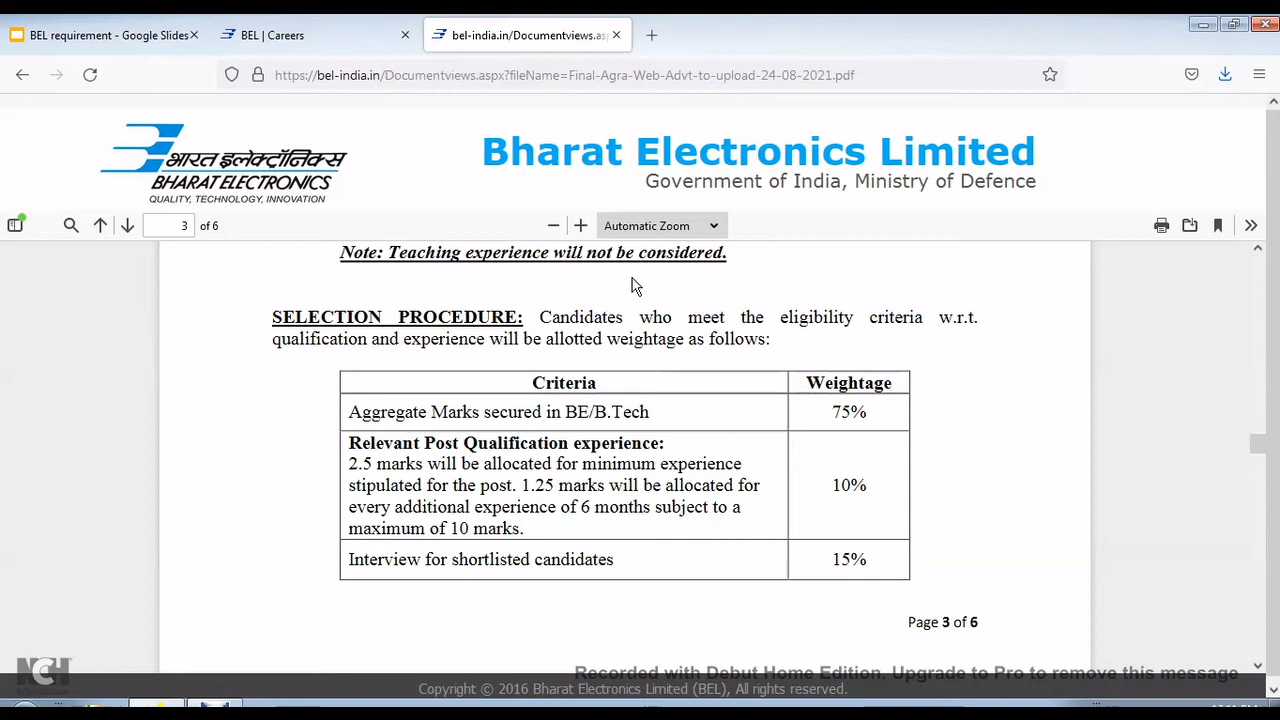 BEL requirement - Google Slides
BEL | Careers
bel-india.in/Documentviews.as
https://bel-india.in/Documentviews.aspx?fileName=Final-Agra-Web-Advt-to-upload-24-08-2021.pdf
भारत इलेक्ट्रॉनिक्स
BHARAT ELECTRONICS
QUALITY, TECHNOLOGY, INNOVATION
Bharat Electronics Limited
Government of India, Ministry of Defence
3 of 6
Automatic Zoom
Note: Teaching experience will not be considered.
SELECTION PROCEDURE: Candidates who meet the eligibility criteria w.r.t.
qualification and experience will be allotted weightage as follows:
Criteria Weightage
Aggregate Marks secured in BE/B.Tech 75%
Relevant Post Qualification experience:
2.5 marks will be allocated for minimum experience
stipulated for the post. 1.25 marks will be allocated for
every additional experience of 6 months subject to a
maximum of 10 marks.
10%
Interview for shortlisted candidates 15%
Page 3 of 6
NCH
Recorded with Debut Home Edition. Upgrade to Pro to remove this message
Copyright © 2016 Bharat Electronics Limited (BEL), All rights reserved.